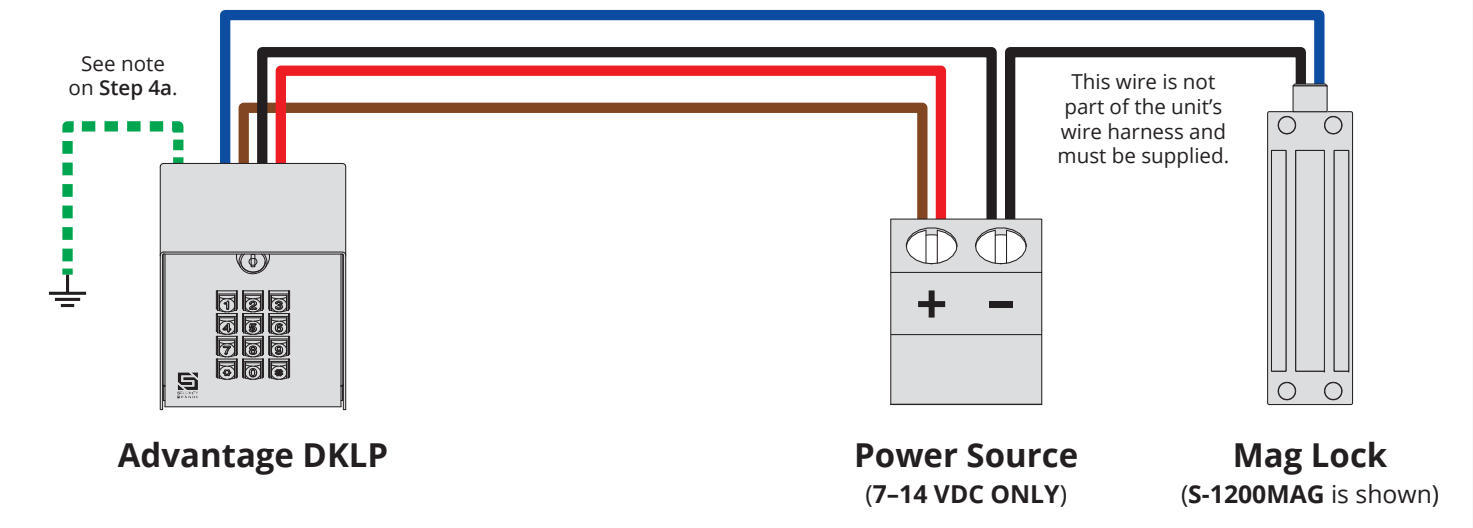 See note
on Step 4a.
This wire is not
part of the unit's
wire harness and
must be supplied.
+ −
1 2 3
4 5 6
7 8 9
0
Advantage DKLP
Power Source
(7–14 VDC ONLY)
Mag Lock
(S-1200MAG is shown)